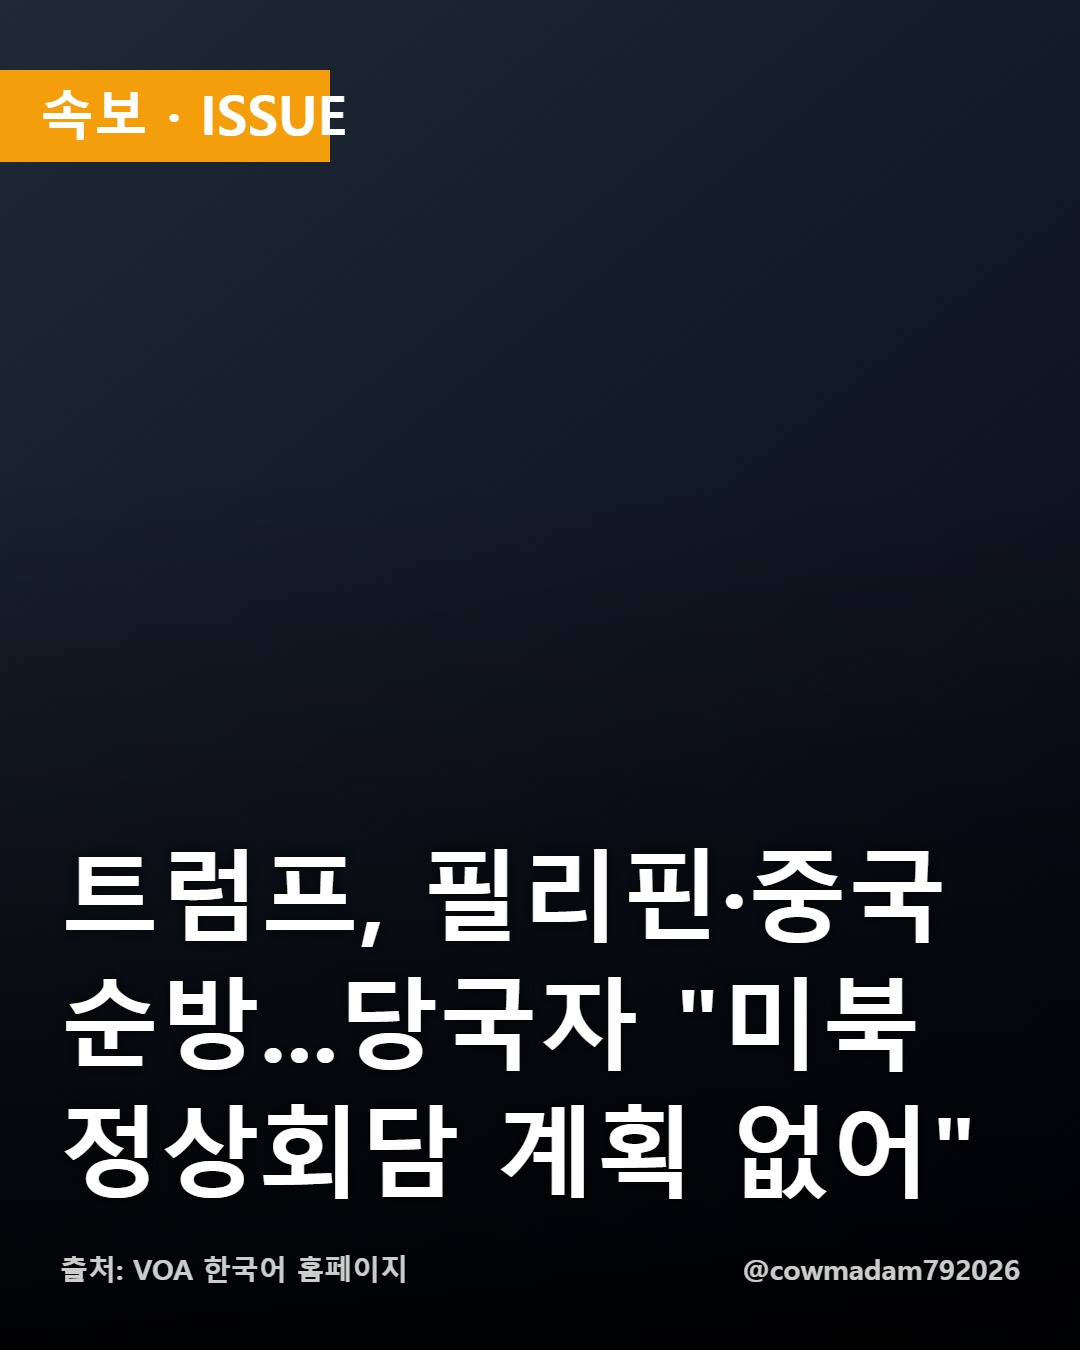 속보 · ISSUE
트럼프, 필리핀·중국
순방...당국자 "미북
정상회담 계획 없어"
출처: VOA 한국어 홈페이지
@cowmadam792026